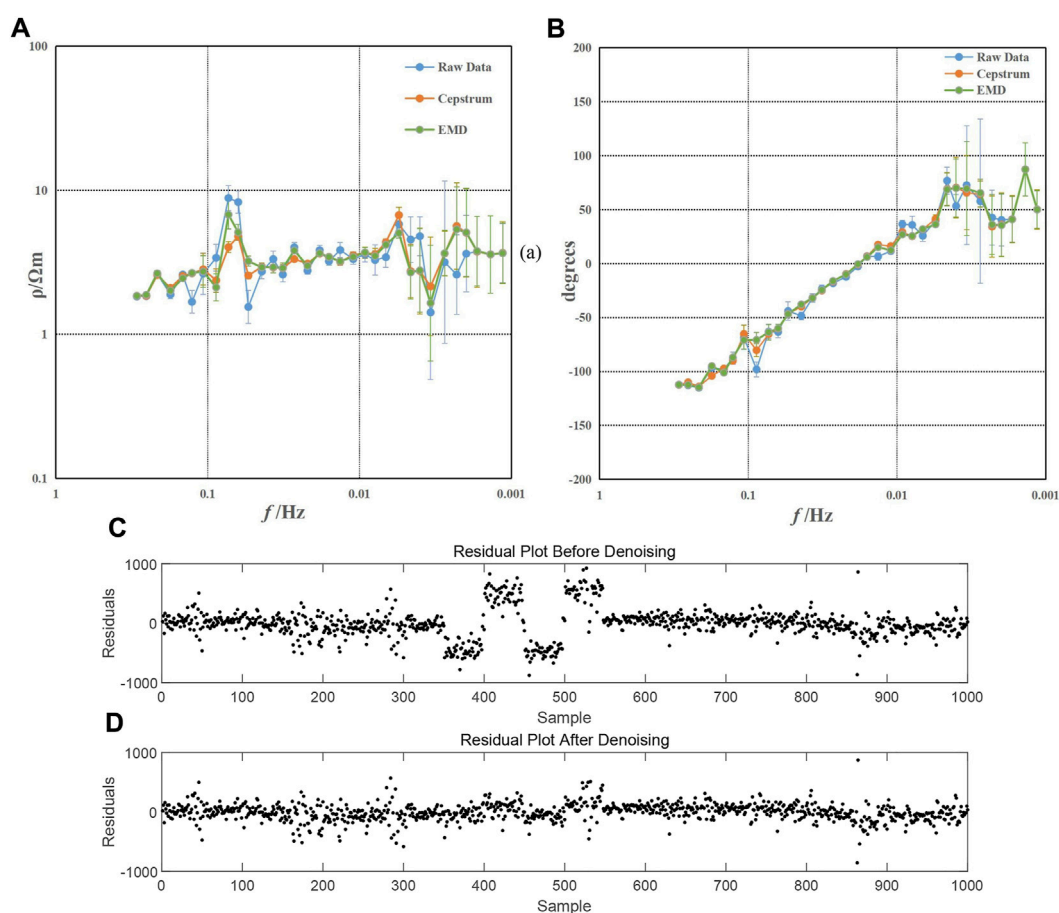 A
B
100
10
1
0.1
1
0.1
0.01
0.001
ρ/Ωm
f/Hz
Raw Data
Cepstrum
EMD
(a)
200
150
100
50
0
-50
-100
-150
-200
1
0.1
0.01
0.001
degrees
f/Hz
Raw Data
Cepstrum
EMD
C
Residual Plot Before Denoising
1000
0
-1000
Residuals
0 100 200 300 400 500 600 700 800 900 1000
Sample
D
Residual Plot After Denoising
1000
0
-1000
Residuals
0 100 200 300 400 500 600 700 800 900 1000
Sample